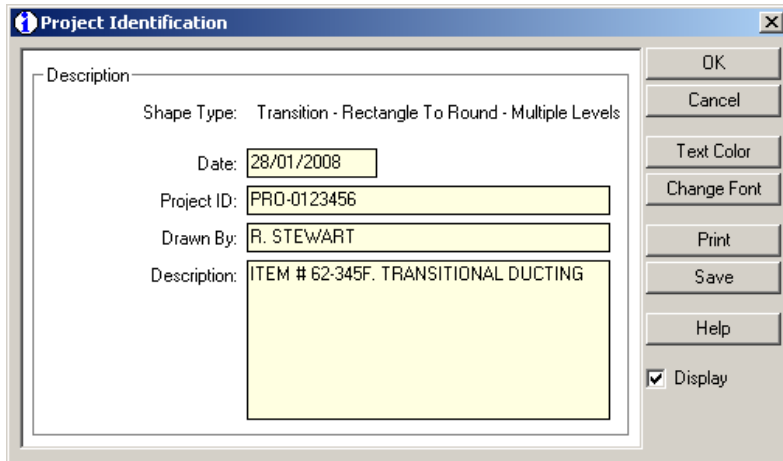 Project Identification
Description
Shape Type: Transition - Rectangle To Round - Multiple Levels
Date: 28/01/2008
Project ID: PRO-0123456
Drawn By: R. STEWART
Description: ITEM # 62-345F. TRANSITIONAL DUCTING
OK
Cancel
Text Color
Change Font
Print
Save
Help
Display